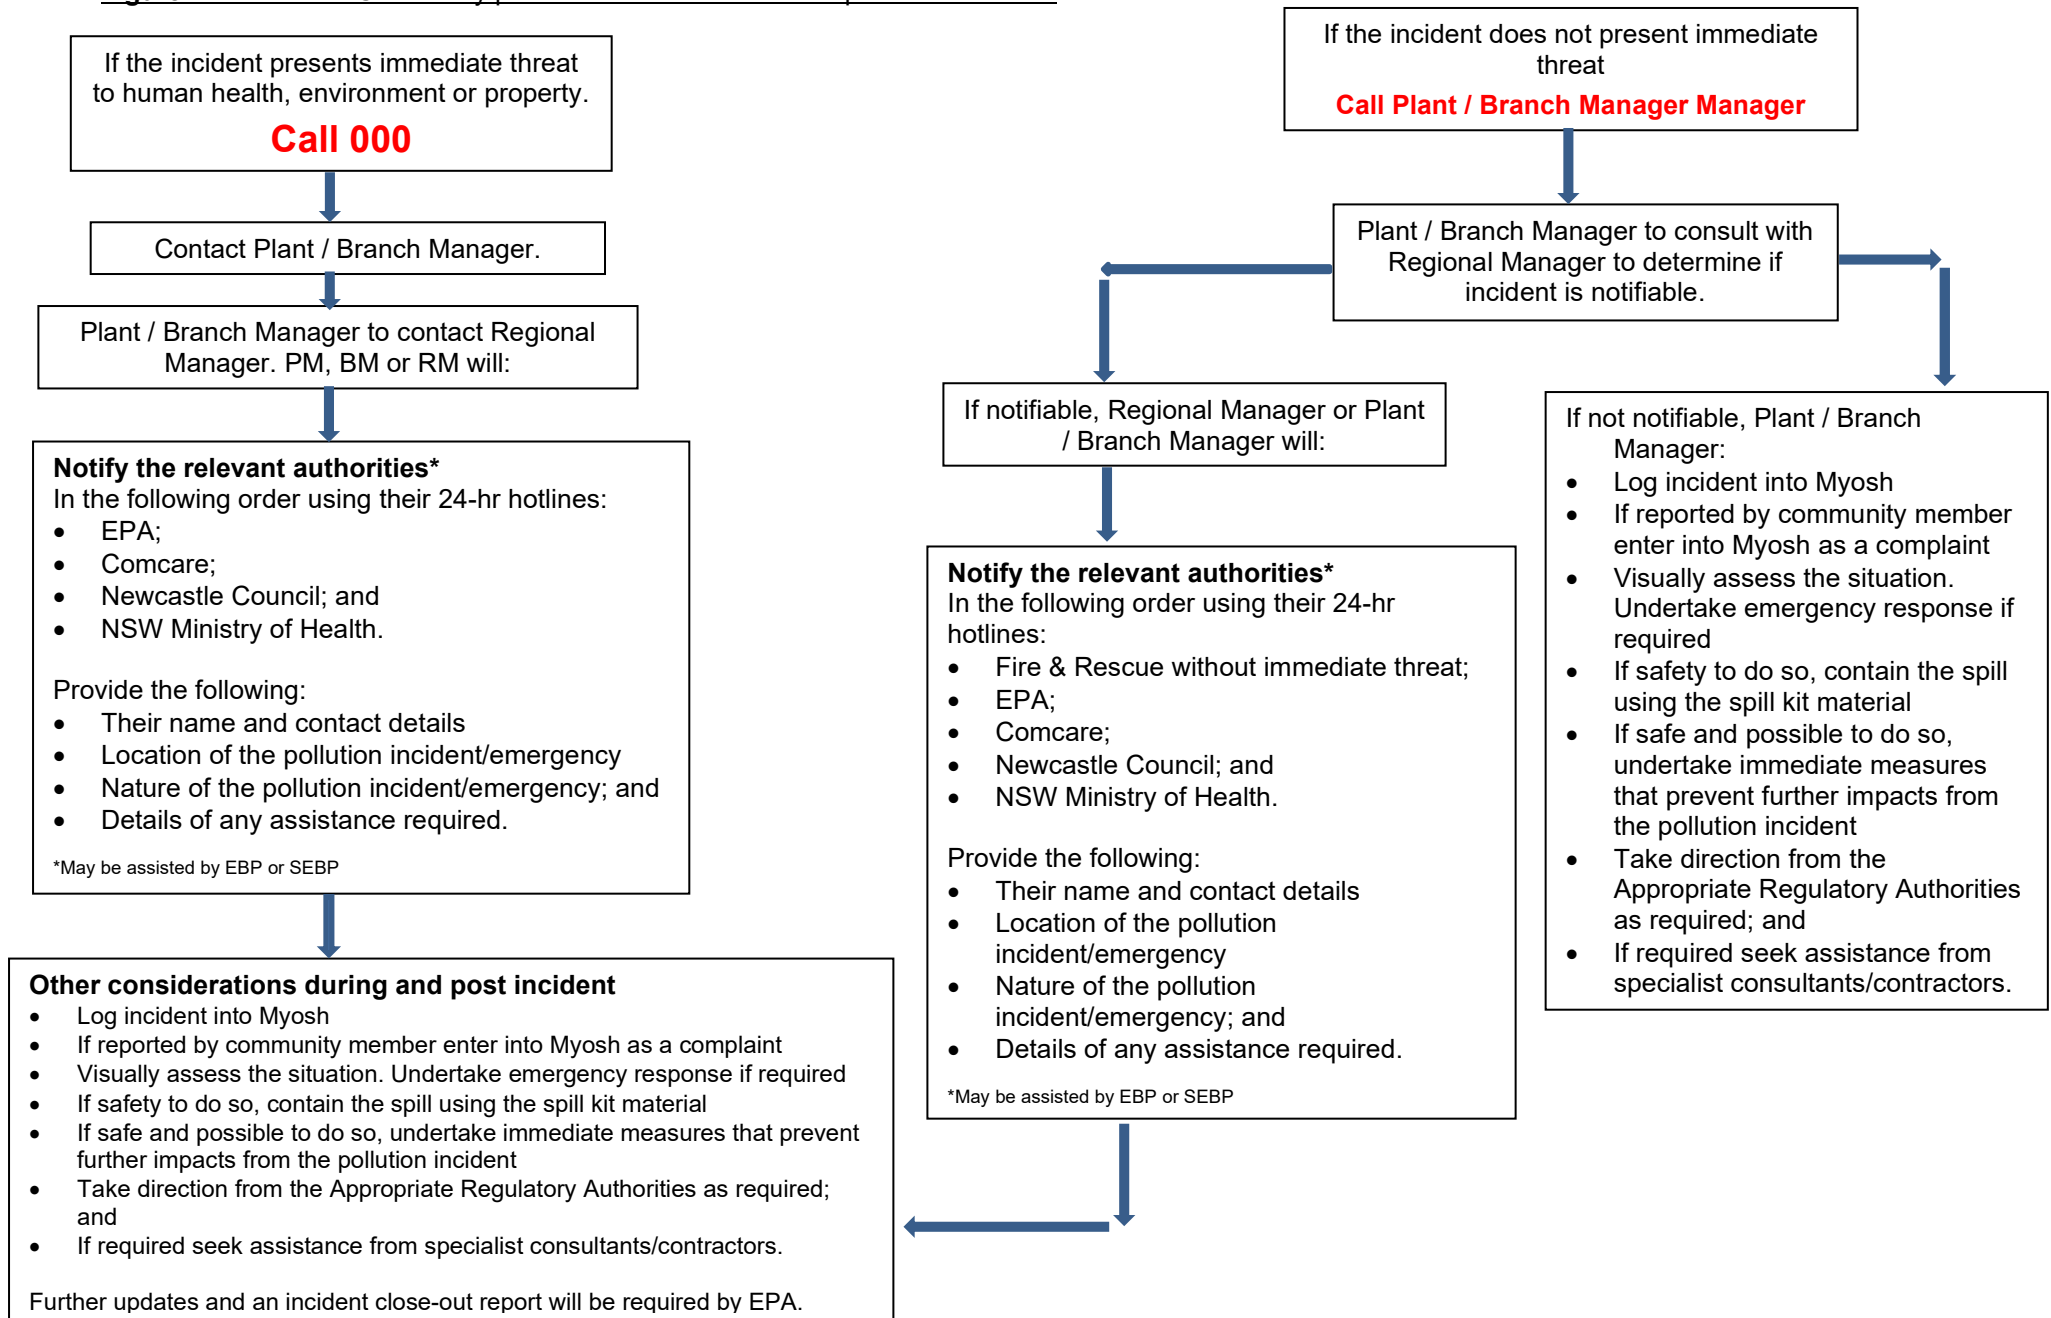 If the incident presents immediate threat
to human health, environment or property.
Call 000
Contact Plant / Branch Manager.
Plant / Branch Manager to contact Regional
Manager. PM, BM or RM will:
Notify the relevant authorities*
In the following order using their 24-hr hotlines:
• EPA;
• Comcare;
• Newcastle Council; and
• NSW Ministry of Health.
Provide the following:
• Their name and contact details
• Location of the pollution incident/emergency
• Nature of the pollution incident/emergency; and
• Details of any assistance required.
*May be assisted by EBP or SEBP
Other considerations during and post incident
• Log incident into Myosh
• If reported by community member enter into Myosh as a complaint
• Visually assess the situation. Undertake emergency response if required
• If safety to do so, contain the spill using the spill kit material
• If safe and possible to do so, undertake immediate measures that prevent
further impacts from the pollution incident
• Take direction from the Appropriate Regulatory Authorities as required;
and
• If required seek assistance from specialist consultants/contractors.
Further updates and an incident close-out report will be required by EPA.
If the incident does not present immediate
threat
Call Plant / Branch Manager Manager
Plant / Branch Manager to consult with
Regional Manager to determine if
incident is notifiable.
If notifiable, Regional Manager or Plant
/ Branch Manager will:
Notify the relevant authorities*
In the following order using their 24-hr
hotlines:
• Fire & Rescue without immediate threat;
• EPA;
• Comcare;
• Newcastle Council; and
• NSW Ministry of Health.
Provide the following:
• Their name and contact details
• Location of the pollution
incident/emergency
• Nature of the pollution
incident/emergency; and
• Details of any assistance required.
*May be assisted by EBP or SEBP
If not notifiable, Plant / Branch
Manager:
• Log incident into Myosh
• If reported by community member
enter into Myosh as a complaint
• Visually assess the situation.
Undertake emergency response if
required
• If safety to do so, contain the spill
using the spill kit material
• If safe and possible to do so,
undertake immediate measures
that prevent further impacts from
the pollution incident
• Take direction from the
Appropriate Regulatory Authorities
as required; and
• If required seek assistance from
specialist consultants/contractors.